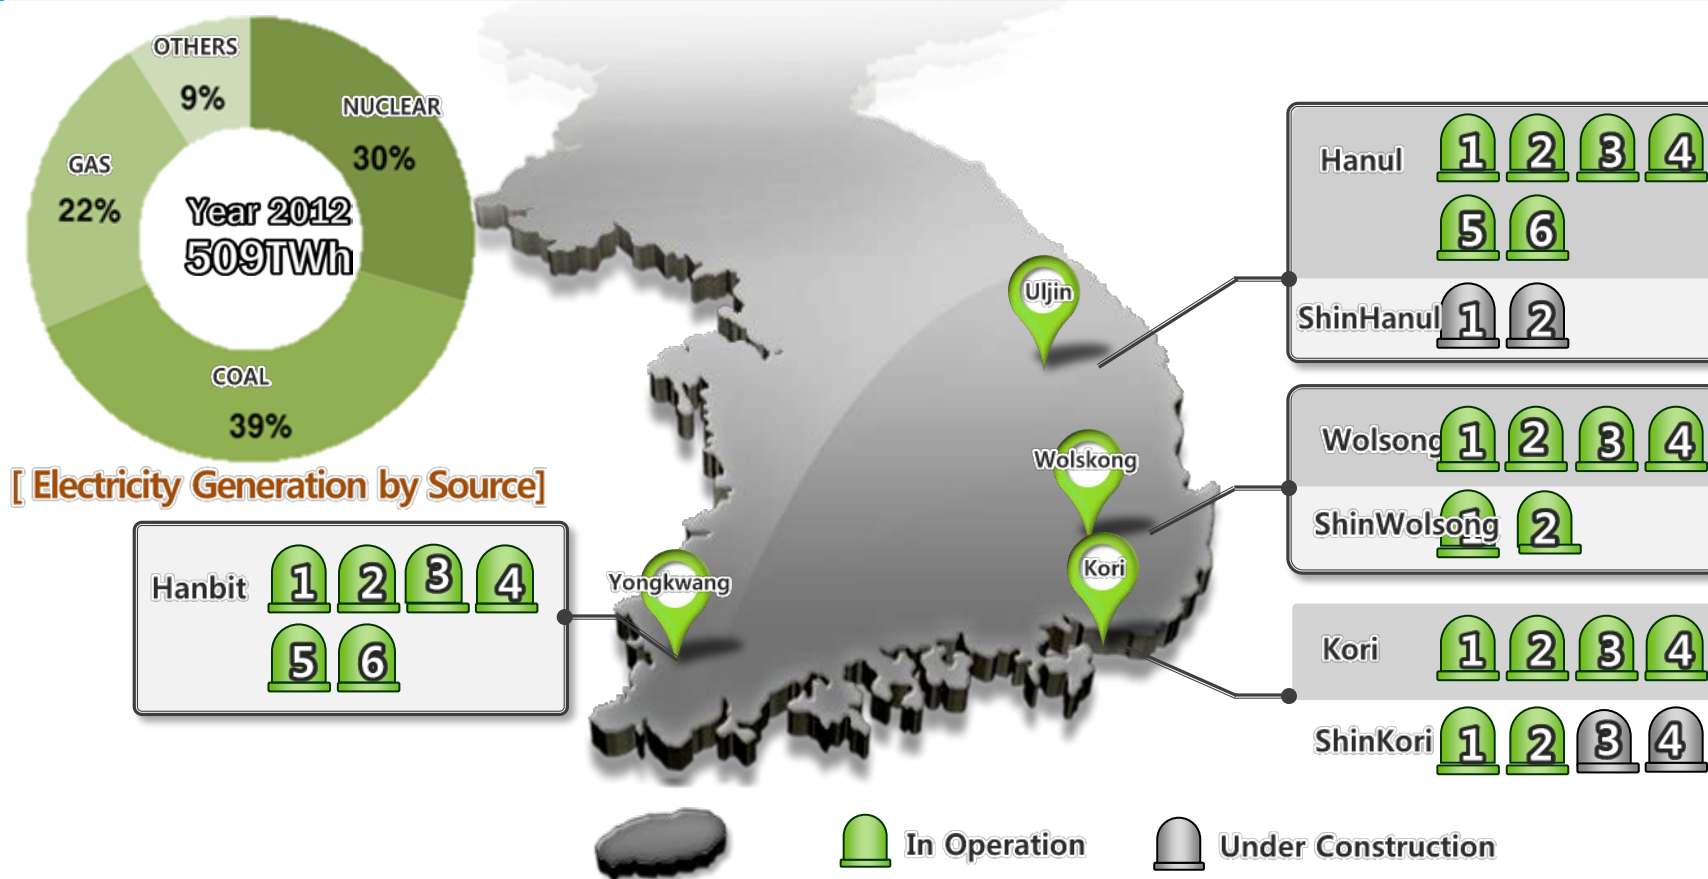 OTHERS
9%
NUCLEAR
30%
GAS
22%
Year 2012
509TWh
COAL
39%
[ Electricity Generation by Source]
Hanbit 1 2 3 4
5 6
Uljin
Wolskong
Kori
Yongkwang
Hanul 1 2 3 4
5 6
ShinHanul 1 2
Wolsong 1 2 3 4
ShinWolsong 1 2
Kori 1 2 3 4
ShinKori 1 2 3 4
In Operation
Under Construction